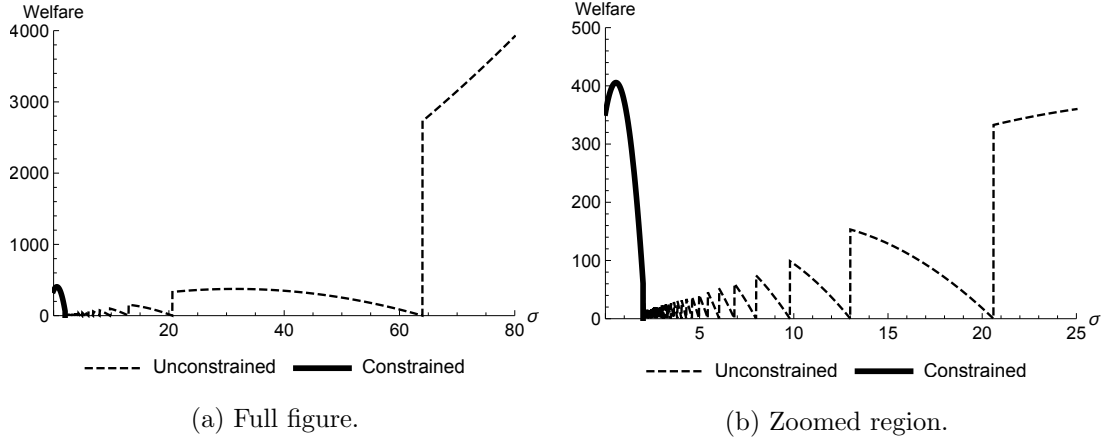 Welfare
4000
3000
2000
1000
0
20
40
60
80
σ
Unconstrained
Constrained
(a) Full figure.
Welfare
500
400
300
200
100
0
5
10
15
20
25
σ
Unconstrained
Constrained
(b) Zoomed region.